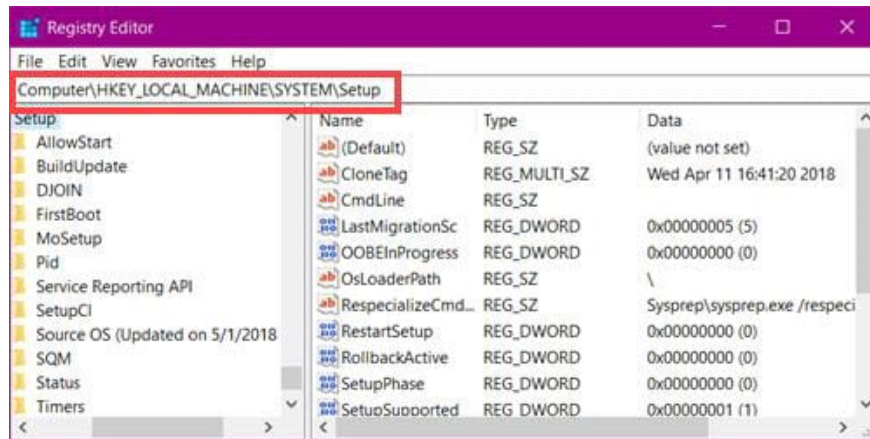 Registry Editor
File Edit View Favorites Help
Computer\HKEY_LOCAL_MACHINE\SYSTEM\Setup
Setup
AllowStart
BuildUpdate
DJOIN
FirstBoot
MoSetup
Pid
Service Reporting API
SetupCl
Source OS (Updated on 5/1/2018
SQM
Status
Timers
Name Type Data
(Default) REG_SZ (value not set)
CloneTag REG_MULTI_SZ Wed Apr 11 16:41:20 2018
CmdLine REG_SZ
LastMigrationSc REG_DWORD 0x00000005 (5)
OOBEInProgress REG_DWORD 0x00000000 (0)
OsLoaderPath REG_SZ \
RespecializeCmd... REG_SZ Sysprep\sysprep.exe /respeci
RestartSetup REG_DWORD 0x00000000 (0)
RollbackActive REG_DWORD 0x00000000 (0)
SetupPhase REG_DWORD 0x00000000 (0)
SetupSupported REG_DWORD 0x00000001 (1)